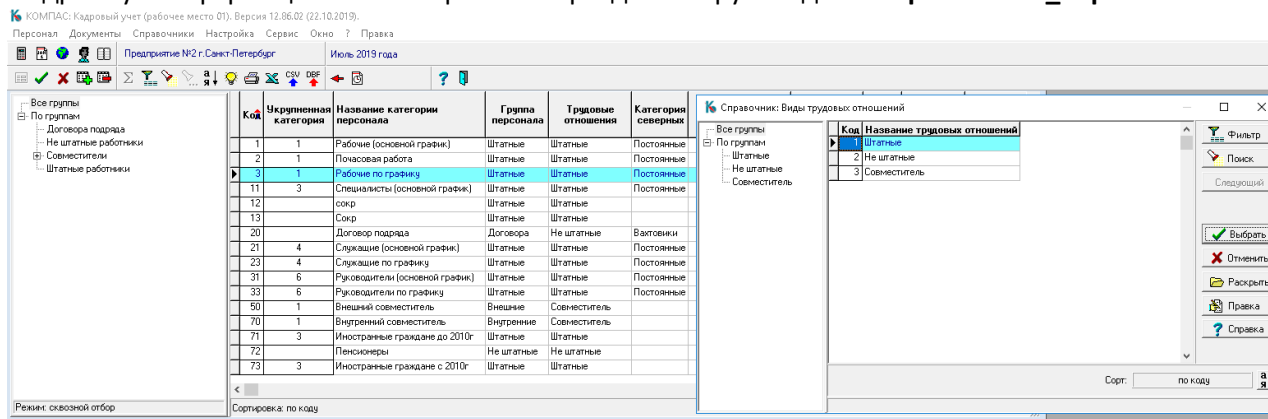 КОМПАС: Кадровый учет (рабочее место 01). Версия 12.86.02 (22.10.2019).
Персонал Документы Справочники Настройка Сервис Окно ? Правка
Предприятие №2 г.Санкт-Петербург Июль 2019 года
CSV DBF
Все группы
По группам
Договора подряда
Не штатные работники
Совместители
Штатные работники
Код Укрупненная категория Название категории персонала Группа персонала Трудовые отношения Категория северных
1 1 Рабочие (основной график) Штатные Штатные Постоянные
2 1 Почасовая работа Штатные Штатные Постоянные
3 1 Рабочие по графику Штатные Штатные Постоянные
11 3 Специалисты (основной график) Штатные Штатные Постоянные
12 сокр Штатные Штатные
13 Сокр Штатные Штатные
20 Договор подряда Договора Не штатные Вахтовики
21 4 Служащие (основной график) Штатные Штатные Постоянные
23 4 Служащие по графику Штатные Штатные Постоянные
31 6 Руководители (основной график) Штатные Штатные Постоянные
33 6 Руководители по графику Штатные Штатные Постоянные
50 1 Внешний совместитель Внешние Совместитель
70 1 Внутренний совместитель Внутренние Совместитель
71 3 Иностранные граждане до 2010г Штатные Штатные
72 Пенсионеры Не штатные Не штатные
73 3 Иностранные граждане с 2010г Штатные Штатные
Режим: сквозной отбор
Сортировка: по коду
Справочник: Виды трудовых отношений
Все группы
По группам
Штатные
Не штатные
Совместитель
Код Название трудовых отношений
1 Штатные
2 Не штатные
3 Совместитель
Фильтр
Поиск
Следующий
Выбрать
Отменить
Раскрыть
Правка
Справка
Сорт: по коду